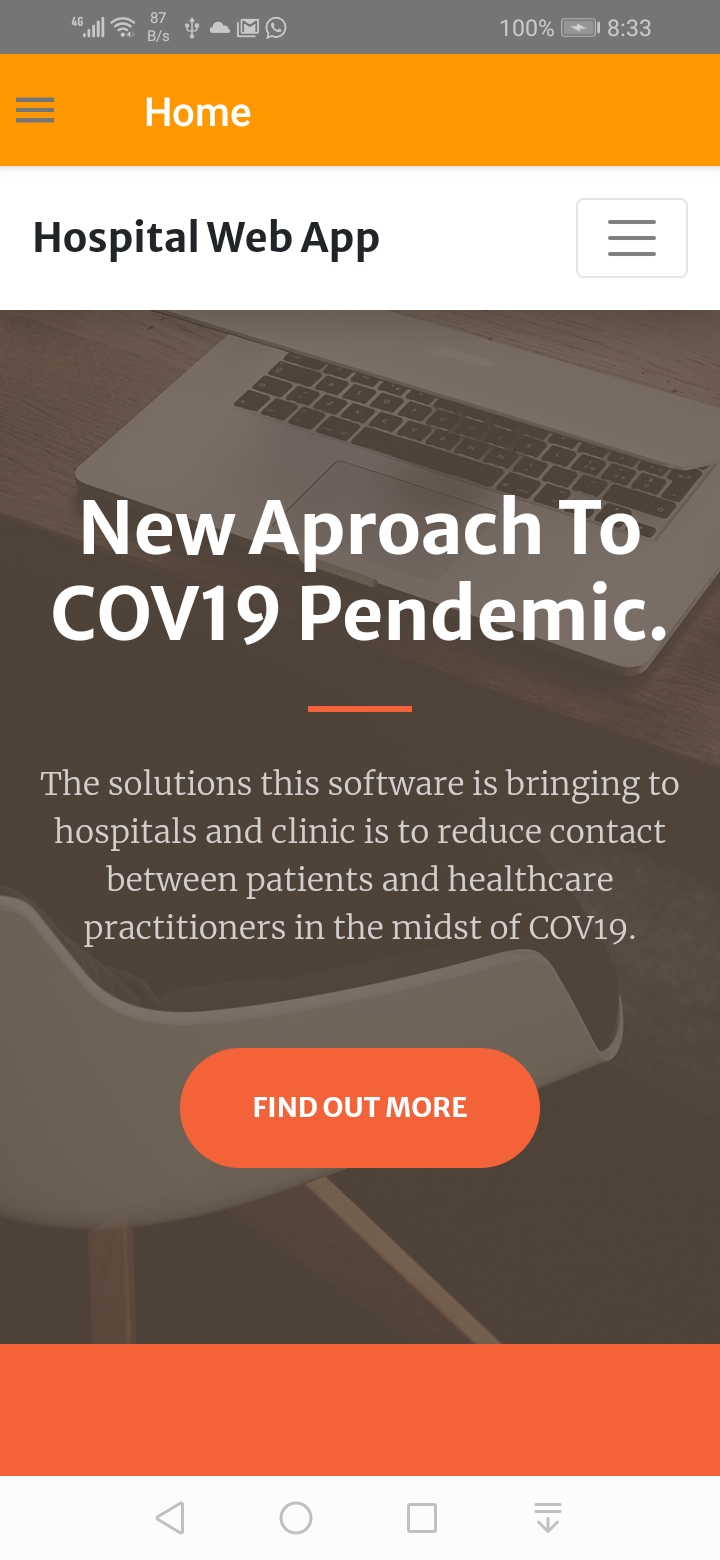 4G 87 B/s 100% 8:33
Home
Hospital Web App
New Aproach To
COV19 Pendemic.
The solutions this software is bringing to
hospitals and clinic is to reduce contact
between patients and healthcare
practitioners in the midst of COV19.
FIND OUT MORE